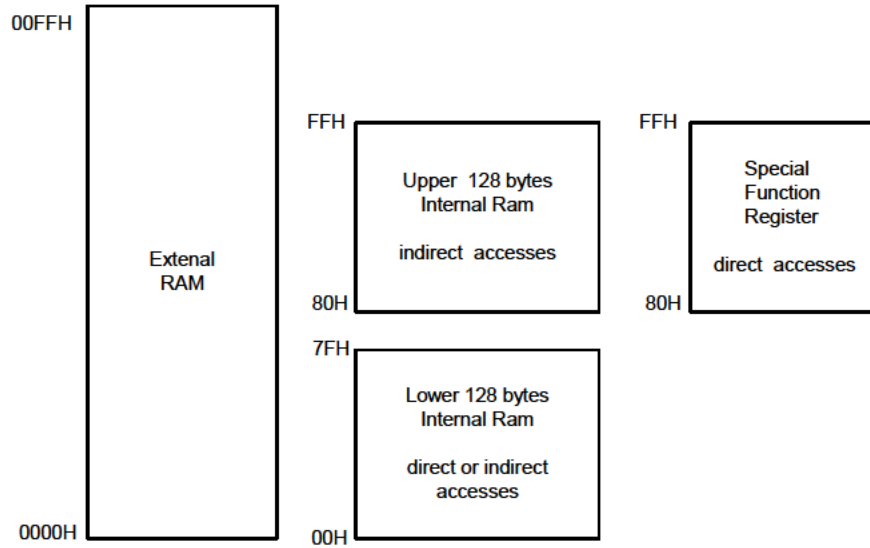 00FFH
Extenal
RAM
0000H
FFH
Upper 128 bytes
Internal Ram
indirect accesses
80H
7FH
Lower 128 bytes
Internal Ram
direct or indirect
accesses
00H
FFH
Special
Function
Register
direct accesses
80H